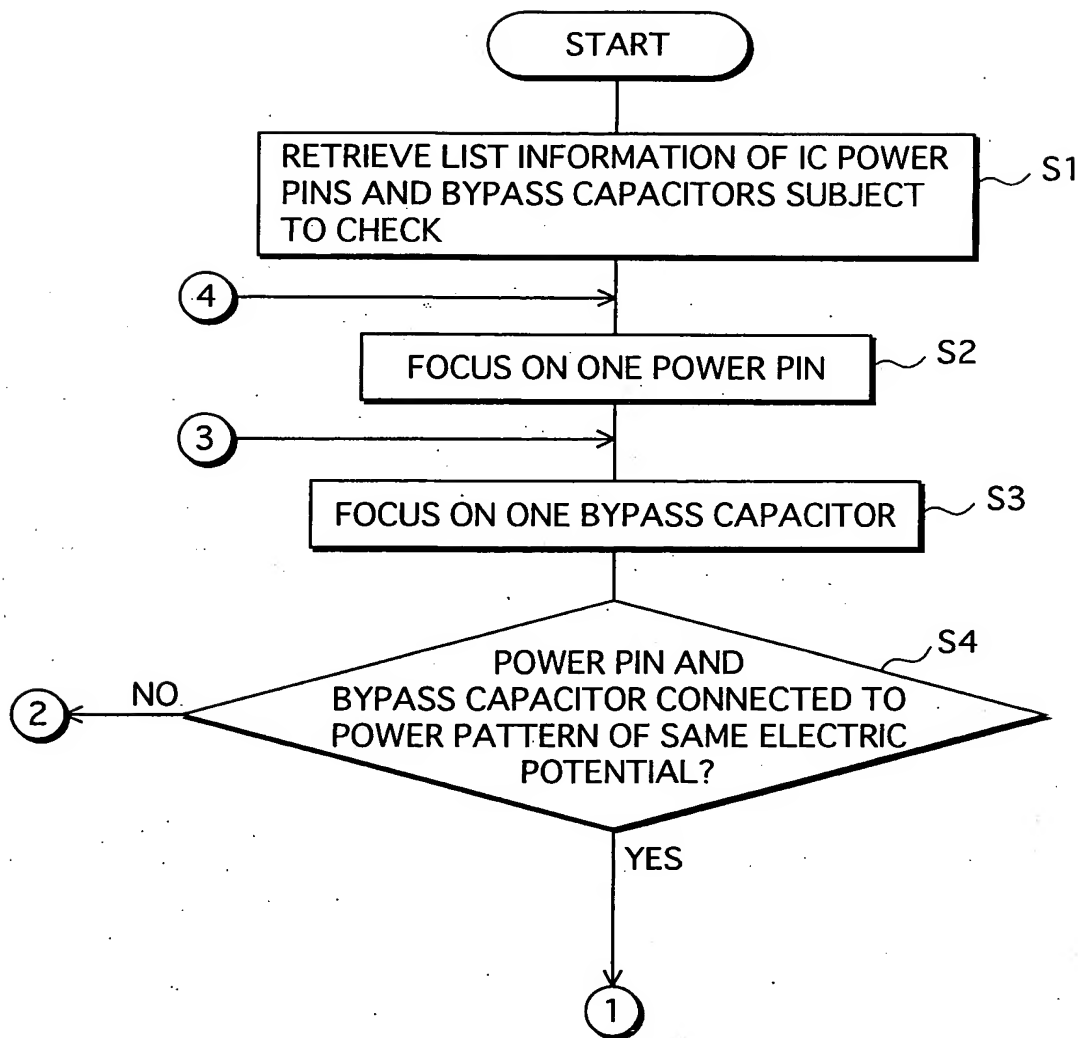 START
RETRIEVE LIST INFORMATION OF IC POWER
PINS AND BYPASS CAPACITORS SUBJECT
TO CHECK
S1
4
FOCUS ON ONE POWER PIN
S2
3
FOCUS ON ONE BYPASS CAPACITOR
S3
S4
POWER PIN AND
BYPASS CAPACITOR CONNECTED TO
POWER PATTERN OF SAME ELECTRIC
POTENTIAL?
NO
2
YES
1